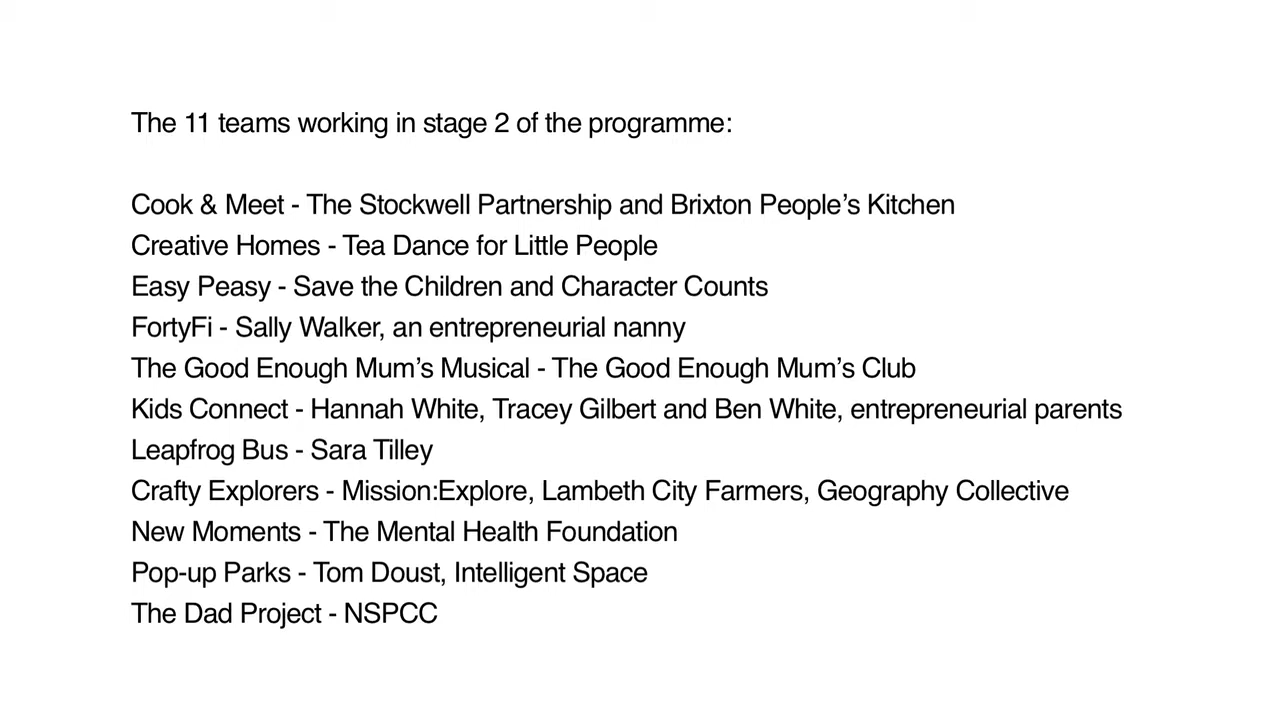 The 11 teams working in stage 2 of the programme:
Cook & Meet - The Stockwell Partnership and Brixton People’s Kitchen
Creative Homes - Tea Dance for Little People
Easy Peasy - Save the Children and Character Counts
FortyFi - Sally Walker, an entrepreneurial nanny
The Good Enough Mum’s Musical - The Good Enough Mum’s Club
Kids Connect - Hannah White, Tracey Gilbert and Ben White, entrepreneurial parents
Leapfrog Bus - Sara Tilley
Crafty Explorers - Mission:Explore, Lambeth City Farmers, Geography Collective
New Moments - The Mental Health Foundation
Pop-up Parks - Tom Doust, Intelligent Space
The Dad Project - NSPCC